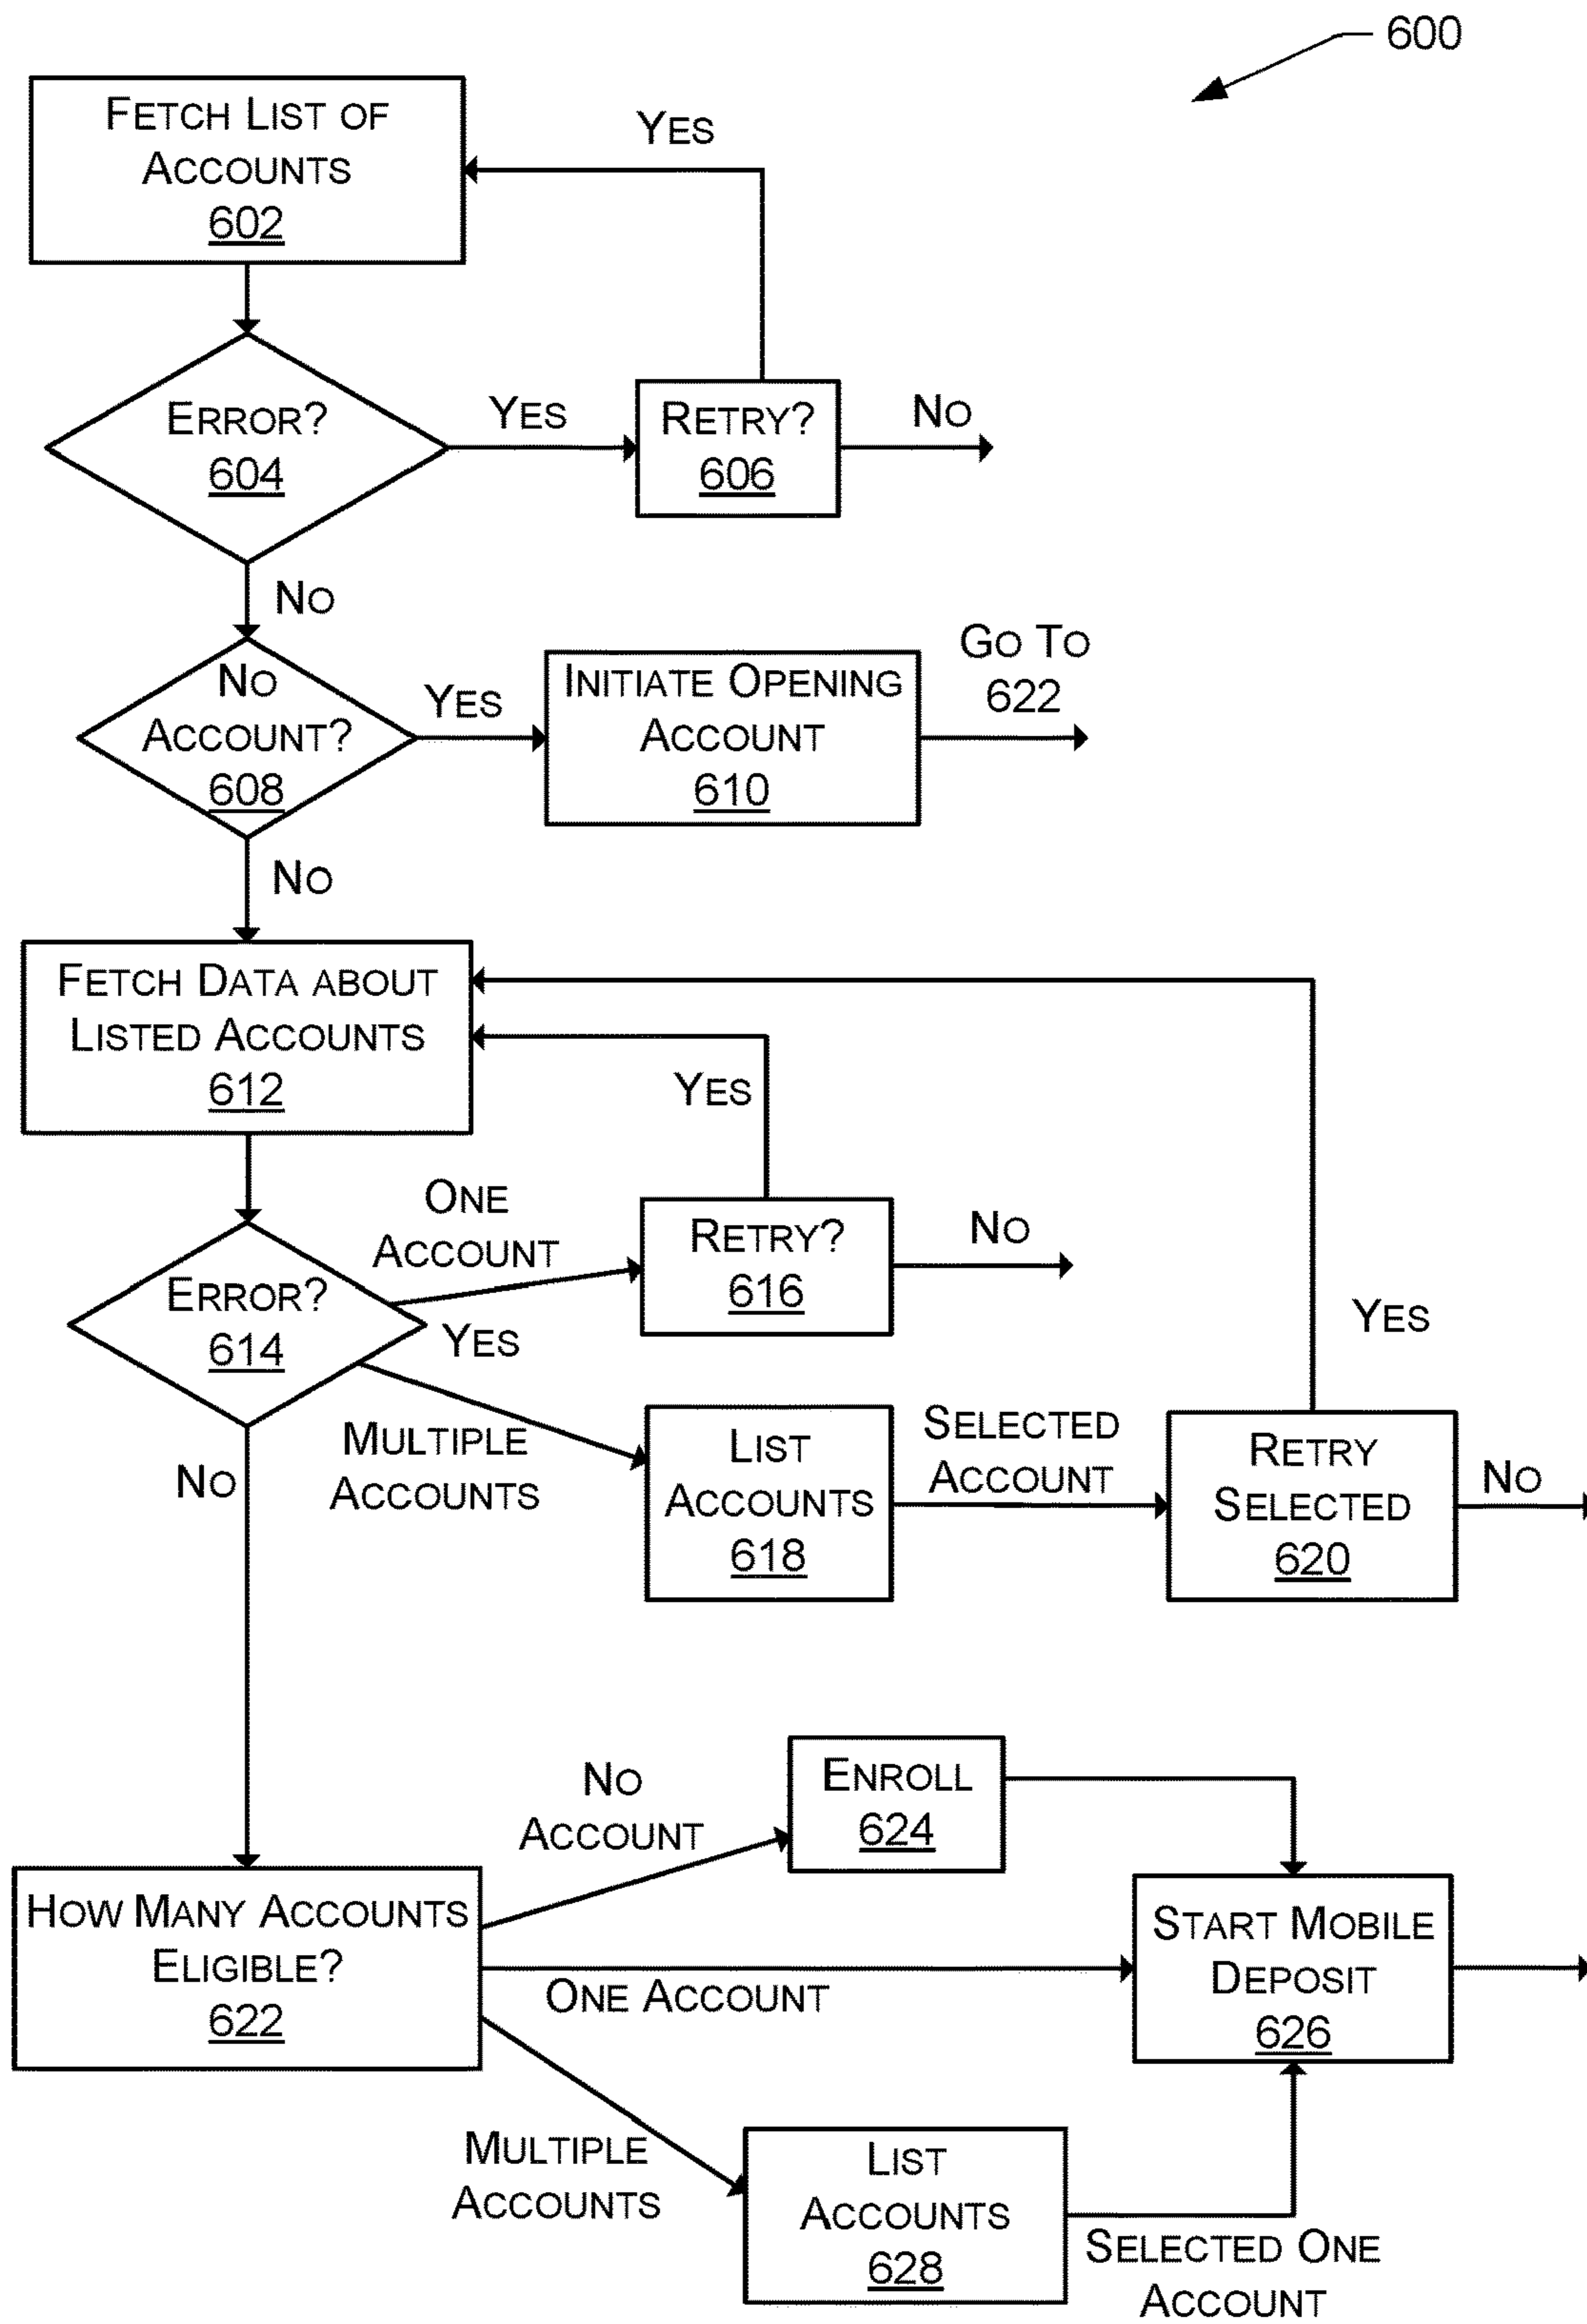 600
FETCH LIST OF
ACCOUNTS
602
YES
ERROR?
604
YES
RETRY?
606
NO
NO
NO
ACCOUNT?
608
YES
INITIATE OPENING
ACCOUNT
610
GO TO
622
NO
FETCH DATA ABOUT
LISTED ACCOUNTS
612
YES
ONE
ACCOUNT
RETRY?
616
NO
ERROR?
614
YES
YES
MULTIPLE
ACCOUNTS
LIST
ACCOUNTS
618
SELECTED
ACCOUNT
RETRY
SELECTED
620
NO
NO
NO
ACCOUNT
ENROLL
624
HOW MANY ACCOUNTS
ELIGIBLE?
622
ONE ACCOUNT
START MOBILE
DEPOSIT
626
MULTIPLE
ACCOUNTS
LIST
ACCOUNTS
628
SELECTED ONE
ACCOUNT